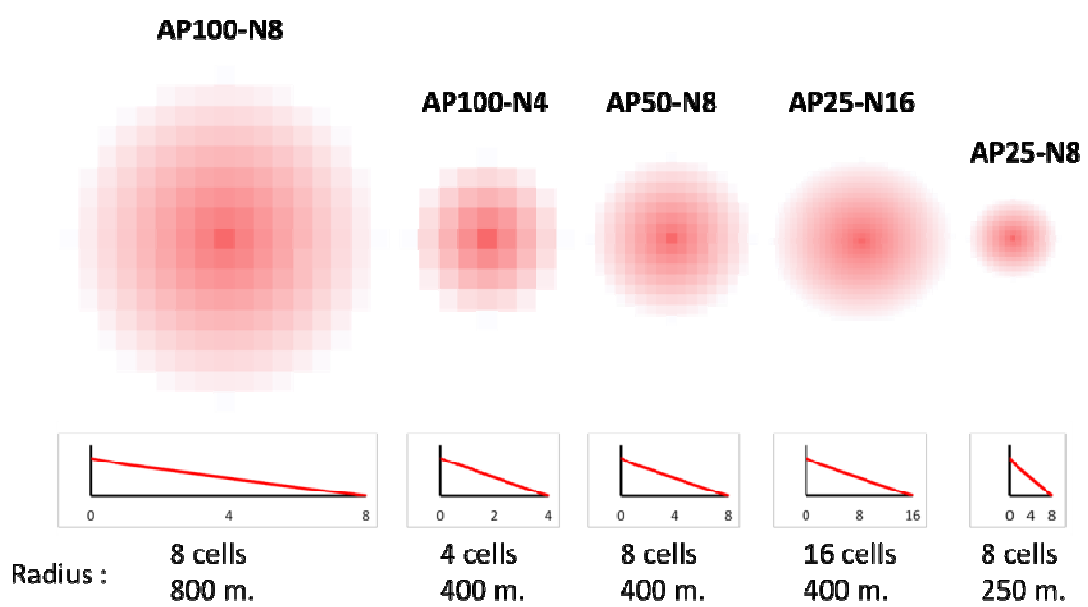 AP100-N8
AP100-N4
AP50-N8
AP25-N16
AP25-N8
0 4 8
0 2 4
0 4 8
0 8 16
0 4 8
Radius :
8 cells
800 m.
4 cells
400 m.
8 cells
400 m.
16 cells
400 m.
8 cells
250 m.